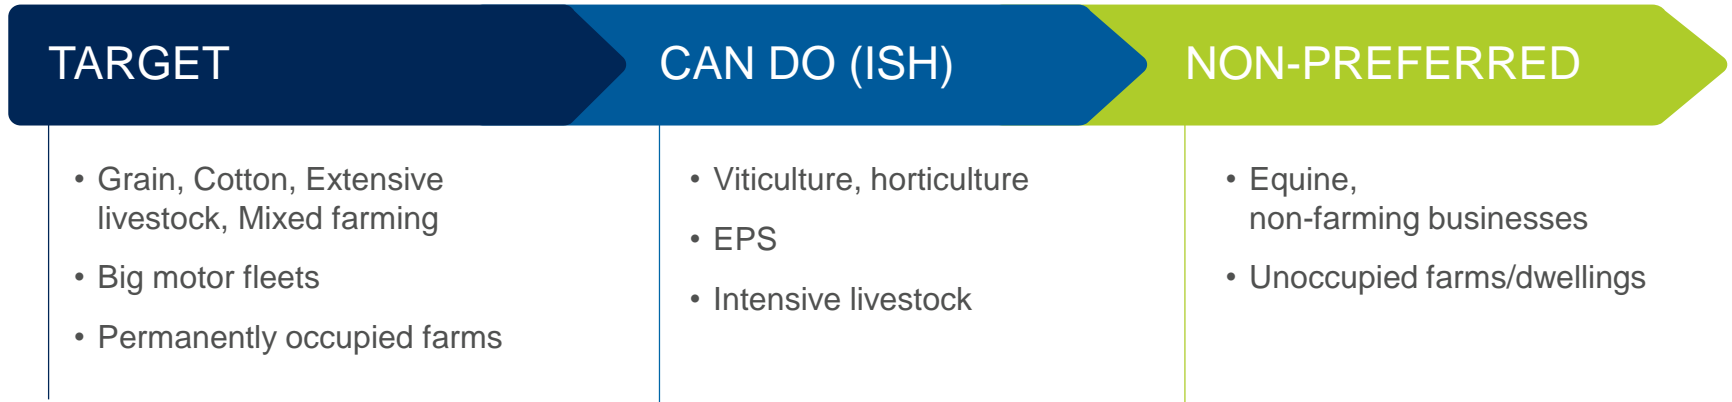 TARGET
• Grain, Cotton, Extensive
livestock, Mixed farming
• Big motor fleets
• Permanently occupied farms
CAN DO (ISH)
• Viticulture, horticulture
• EPS
• Intensive livestock
NON-PREFERRED
• Equine,
non-farming businesses
• Unoccupied farms/dwellings